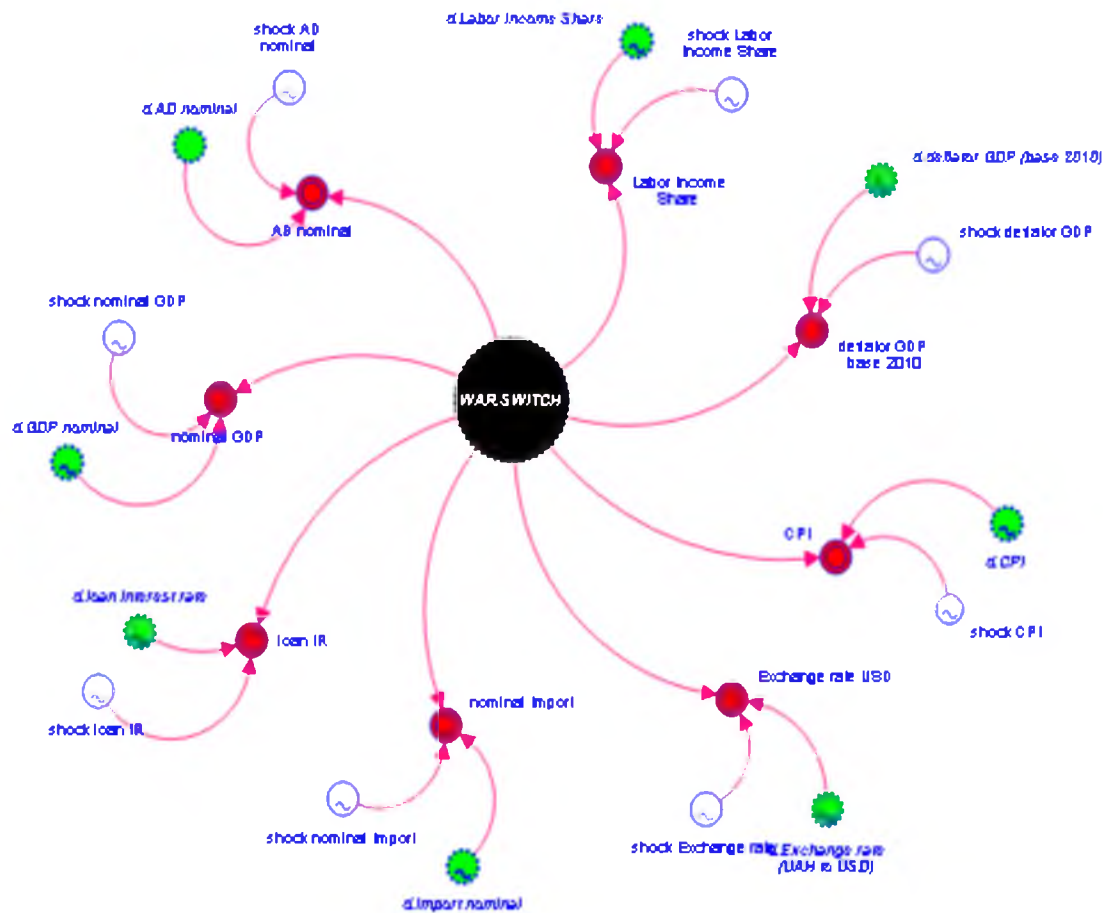 d.Labor Income Share
shock AD
nominal
shock Labor
Income Share
d.AD nominal
d.deflator GDP (base 2010)
Labor Income
Share
AD nominal
shock deflator GDP
shock nominal GDP
deflator GDP
base 2010
WAR SWITCH
d.GDP nominal
nominal GDP
CPI
d.CPI
d.loan interest rate
loan IR
shock CPI
Exchange rate USD
nominal Import
shock loan IR
shock nominal Import
shock Exchange rate
d.Exchange rate
(UAH to USD)
d.Import nominal